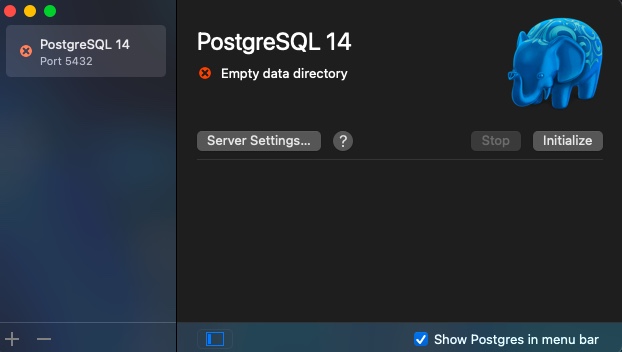 PostgreSQL 14
Port 5432
PostgreSQL 14
Empty data directory
Server Settings...
?
Stop
Initialize
Show Postgres in menu bar